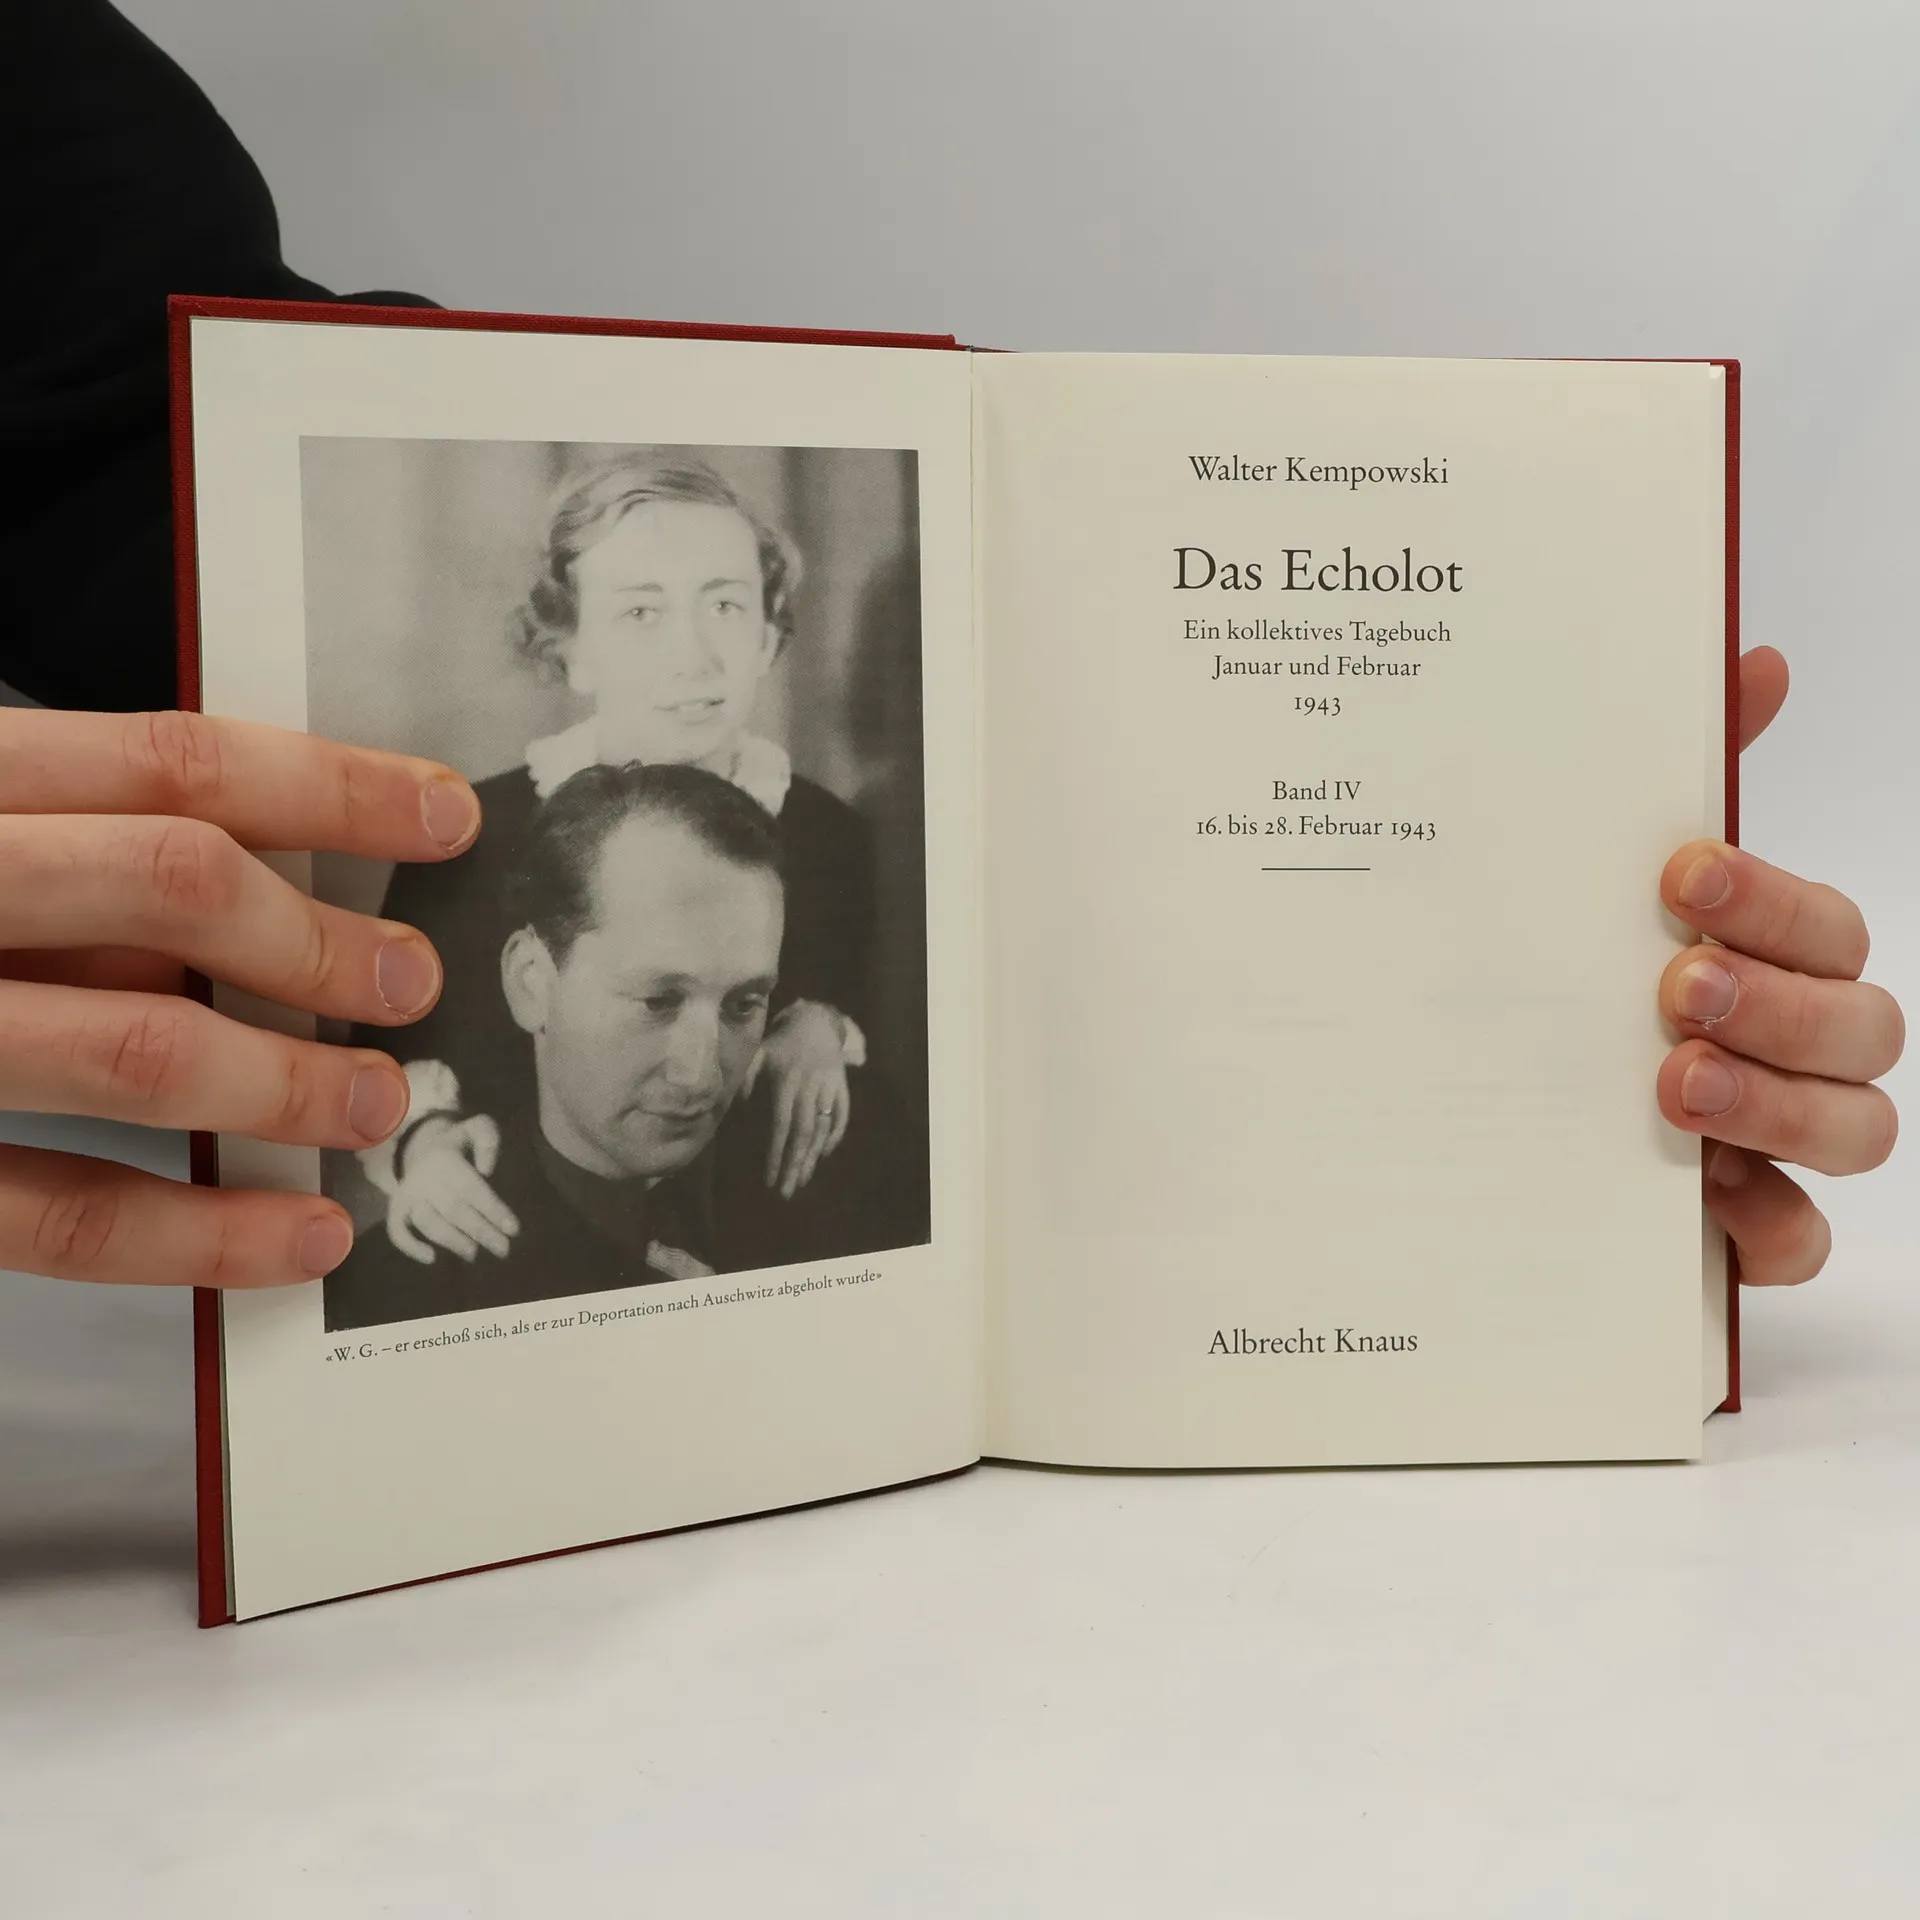 «W. G. – er erschoß sich, als er zur Deportation nach Auschwitz abgeholt wurde»
Walter Kempowski
Das Echolot
Ein kollektives Tagebuch
Januar und Februar
1943
Band IV
16. bis 28. Februar 1943
Albrecht Knaus